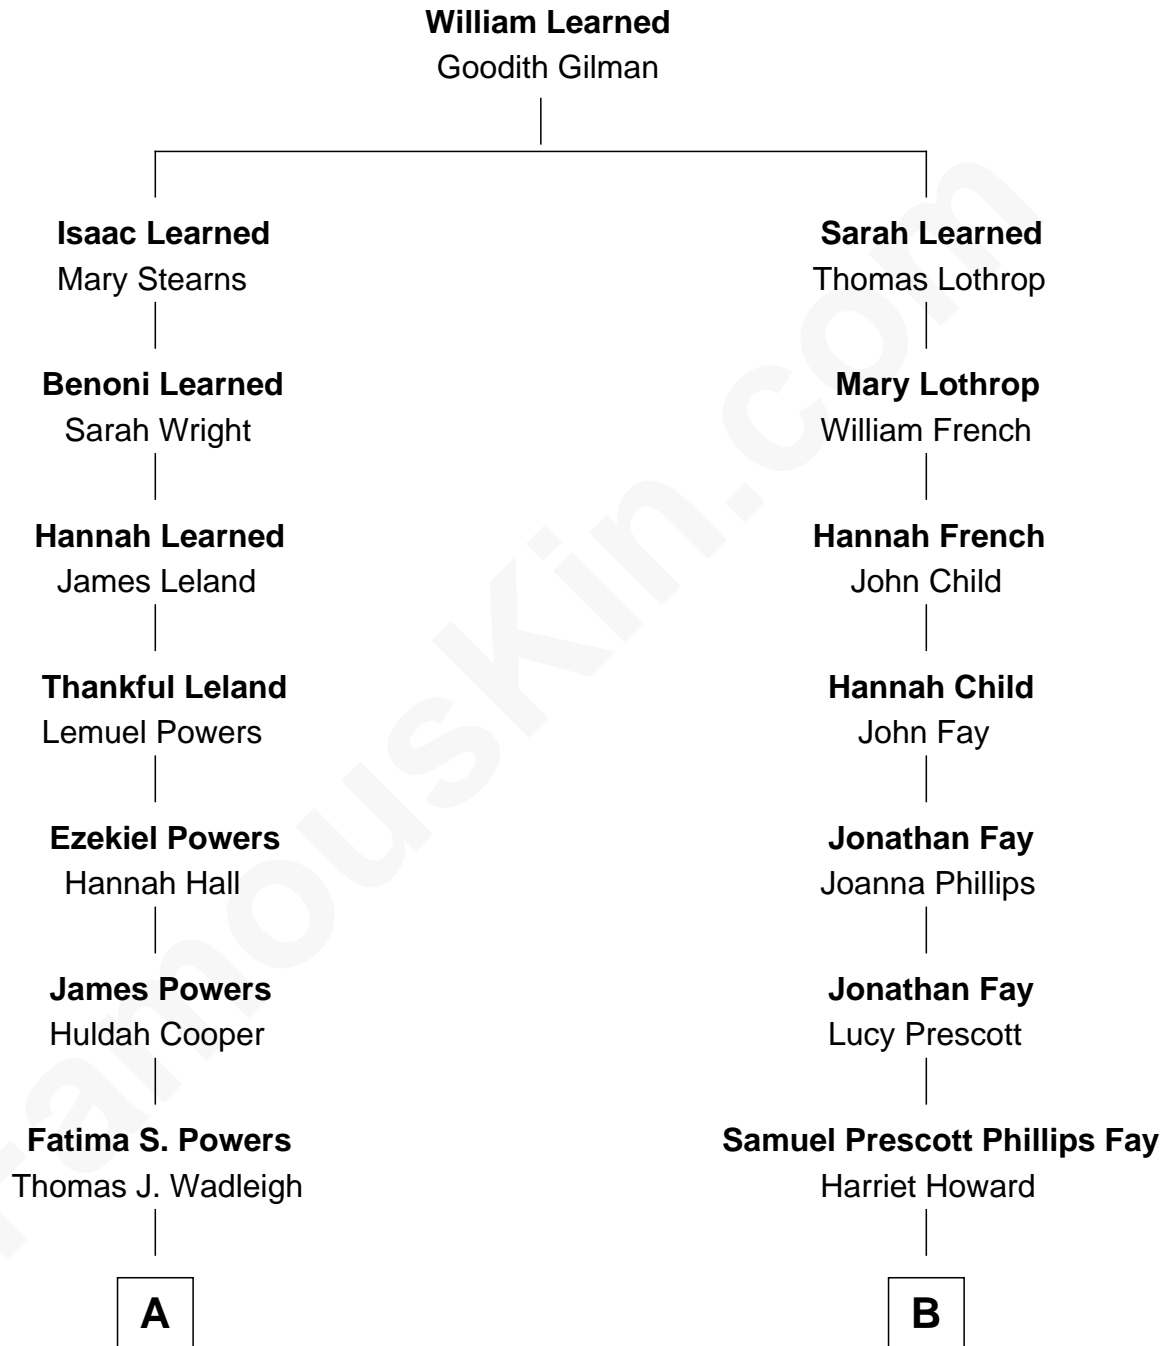 William Learned
Goodith Gilman
Isaac Learned
Mary Stearns
Sarah Learned
Thomas Lothrop
Benoni Learned
Sarah Wright
Mary Lothrop
William French
Hannah Learned
James Leland
Hannah French
John Child
Thankful Leland
Lemuel Powers
Hannah Child
John Fay
Ezekiel Powers
Hannah Hall
Jonathan Fay
Joanna Phillips
James Powers
Huldah Cooper
Jonathan Fay
Lucy Prescott
Fatima S. Powers
Thomas J. Wadleigh
Samuel Prescott Phillips Fay
Harriet Howard
A
B
FamousKin.com